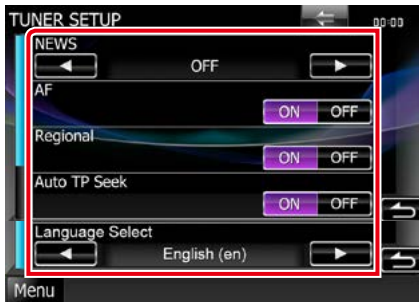 TUNER SETUP 00:00
NEWS
OFF
AF
ON OFF
Regional
ON OFF
Auto TP Seek
ON OFF
Language Select
English (en)
Menu